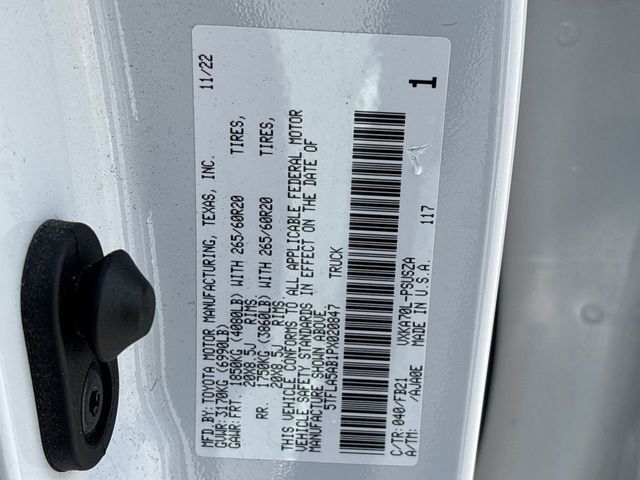 MFD.BY:TOYOTA MOTOR MANUFACTURING, TEXAS, INC. 11/22
GVWR:3170KG (6990LB)
GAWR:FRT. 1850KG (4080LB) WITH 265/60R20 TIRES,
20X8.5J RIMS
RR. 1750KG (3860LB) WITH 265/60R20 TIRES,
20X8.5J RIMS
THIS VEHICLE CONFORMS TO ALL APPLICABLE FEDERAL MOTOR
VEHICLE SAFETY STANDARDS IN EFFECT ON THE DATE OF
MANUFACTURE SHOWN ABOVE.
5TFLA5AB1PX020847 TRUCK
1
C/TR: 040/FB21 VXKA70L-PSUSZA
A/TM: /AJA0E MADE IN U.S.A. 117